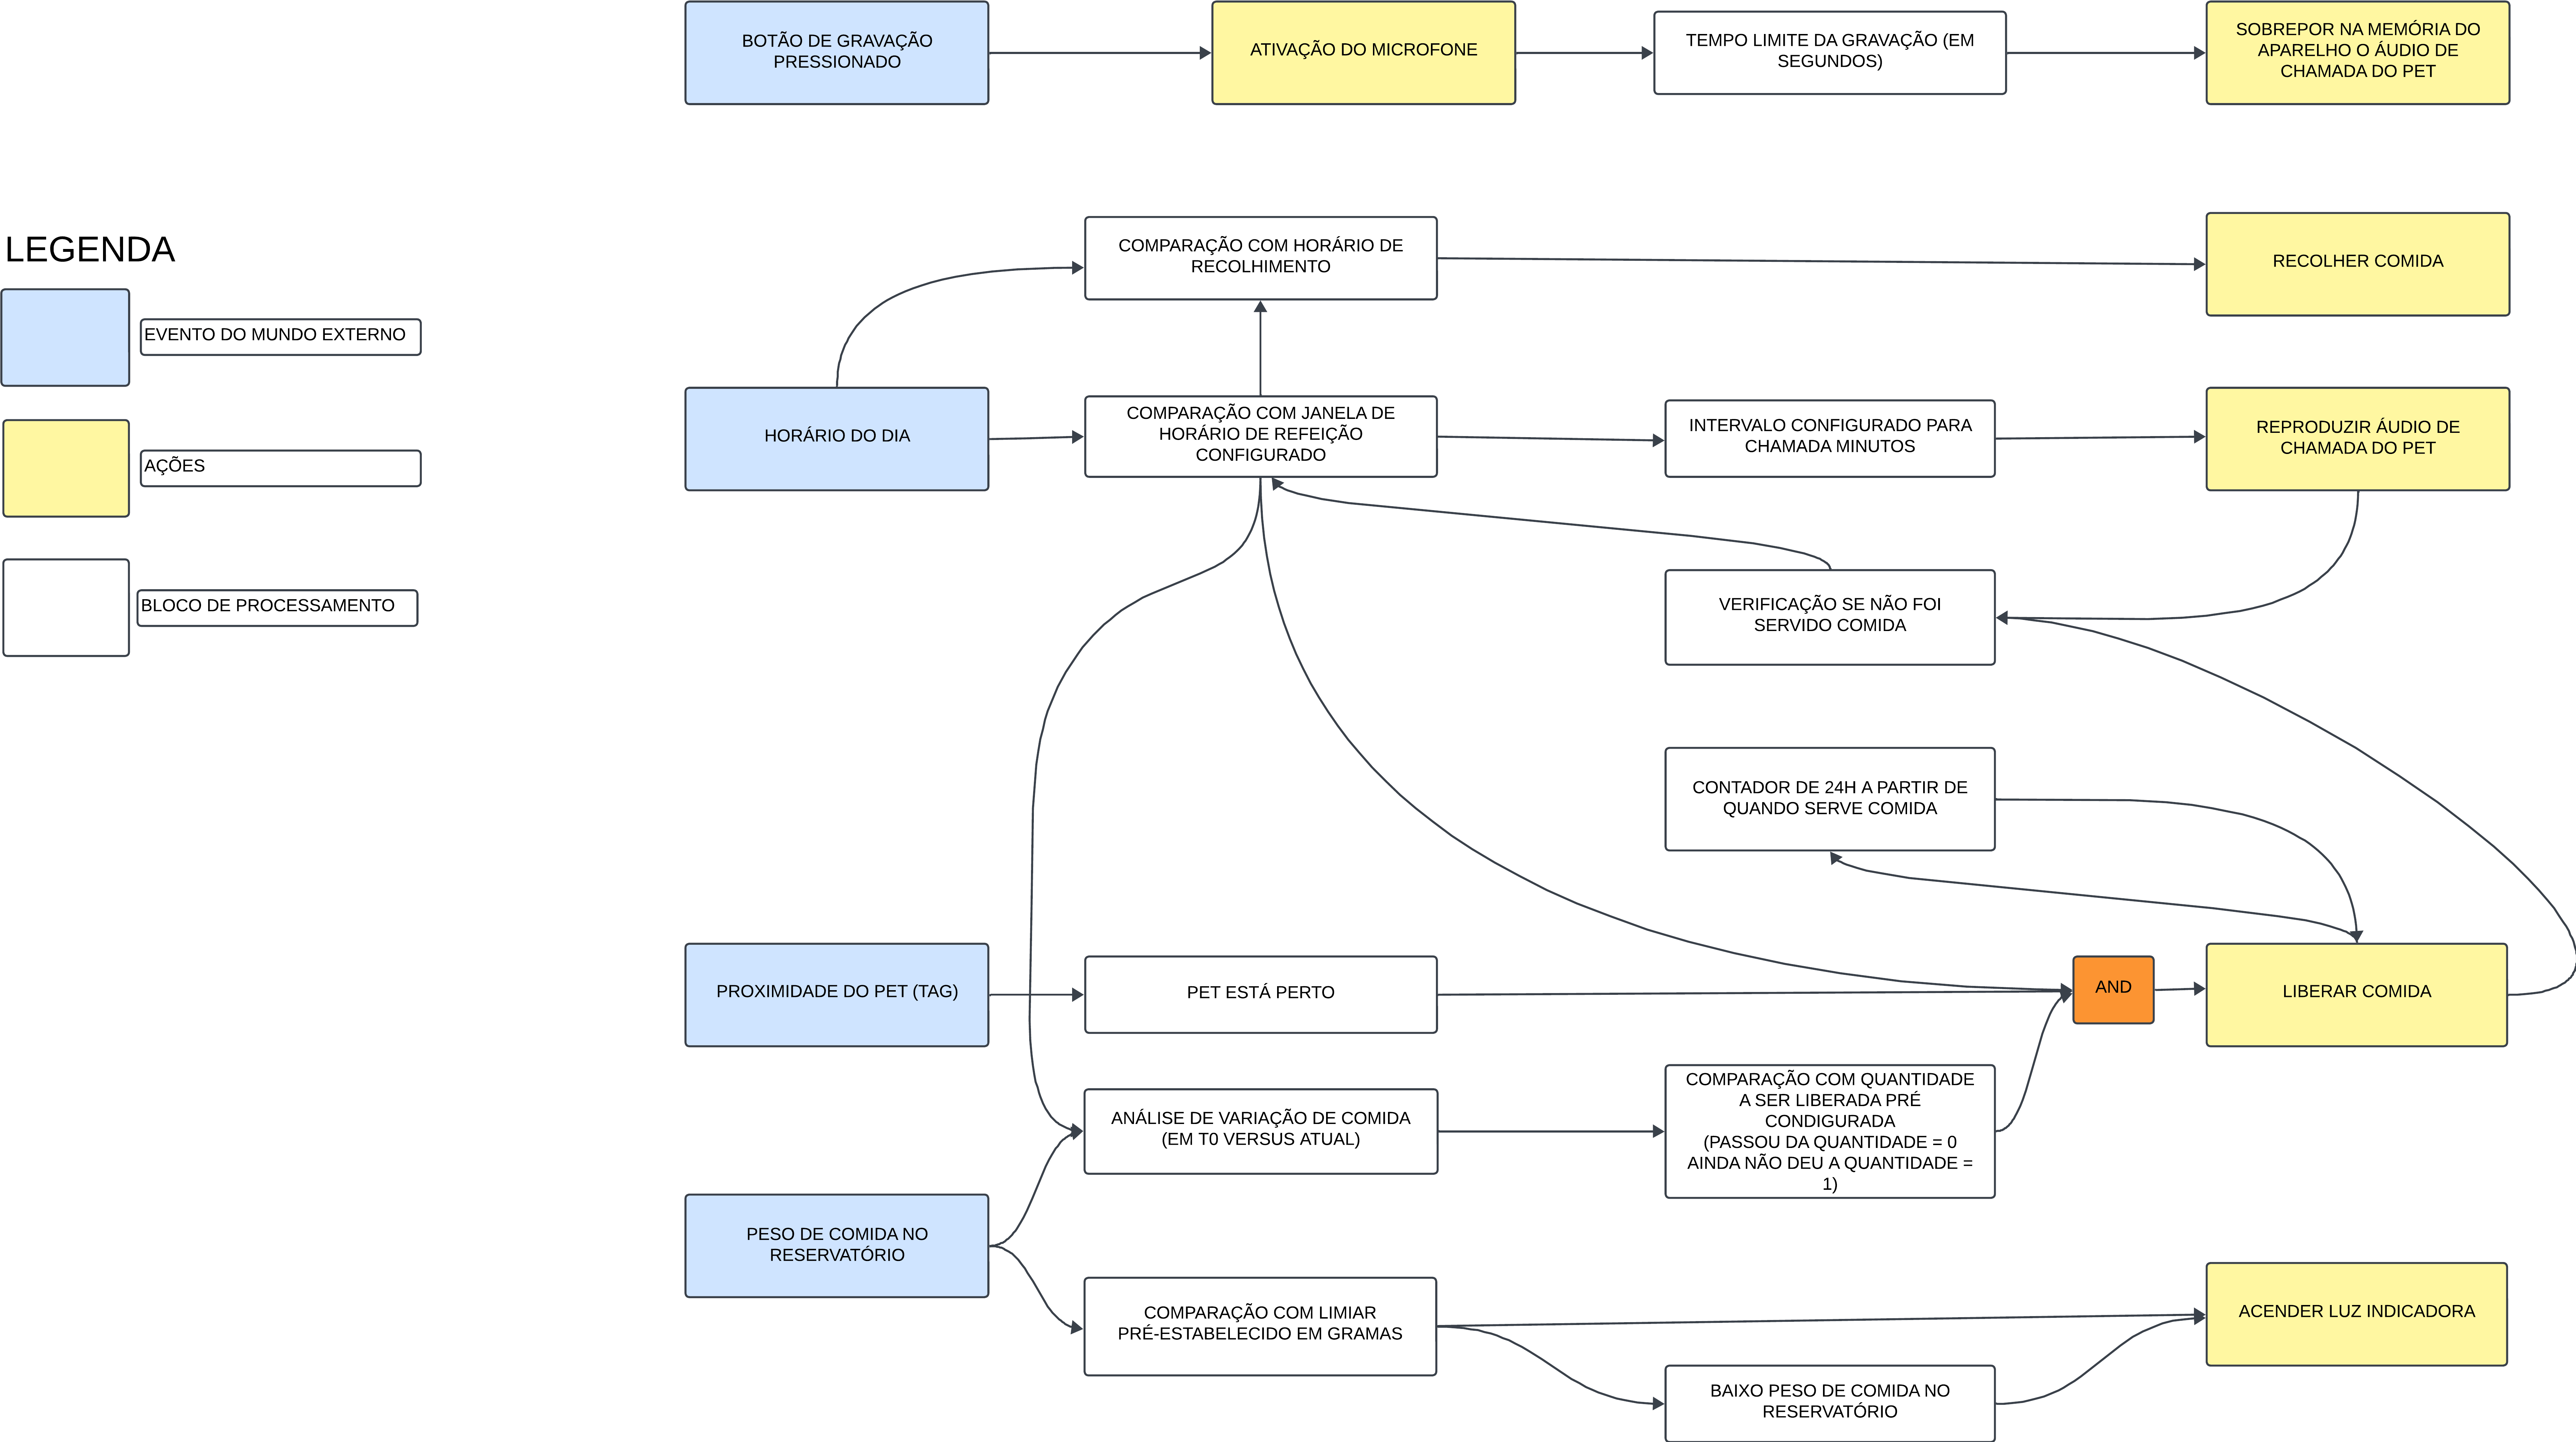 BOTÃO DE GRAVAÇÃO
PRESSIONADO
ATIVAÇÃO DO MICROFONE
TEMPO LIMITE DA GRAVAÇÃO (EM
SEGUNDOS)
SOBREPOR NA MEMÓRIA DO
APARELHO O ÁUDIO DE
CHAMADA DO PET
LEGENDA
EVENTO DO MUNDO EXTERNO
AÇÕES
BLOCO DE PROCESSAMENTO
COMPARAÇÃO COM HORÁRIO DE
RECOLHIMENTO
RECOLHER COMIDA
HORÁRIO DO DIA
COMPARAÇÃO COM JANELA DE
HORÁRIO DE REFEIÇÃO
CONFIGURADO
INTERVALO CONFIGURADO PARA
CHAMADA MINUTOS
REPRODUZIR ÁUDIO DE
CHAMADA DO PET
VERIFICAÇÃO SE NÃO FOI
SERVIDO COMIDA
CONTADOR DE 24H A PARTIR DE
QUANDO SERVE COMIDA
PROXIMIDADE DO PET (TAG)
PET ESTÁ PERTO
AND
LIBERAR COMIDA
ANÁLISE DE VARIAÇÃO DE COMIDA
(EM T0 VERSUS ATUAL)
COMPARAÇÃO COM QUANTIDADE
A SER LIBERADA PRÉ
CONDIGURADA
(PASSOU DA QUANTIDADE = 0
AINDA NÃO DEU A QUANTIDADE =
1)
PESO DE COMIDA NO
RESERVATÓRIO
COMPARAÇÃO COM LIMIAR
PRÉ-ESTABELECIDO EM GRAMAS
ACENDER LUZ INDICADORA
BAIXO PESO DE COMIDA NO
RESERVATÓRIO